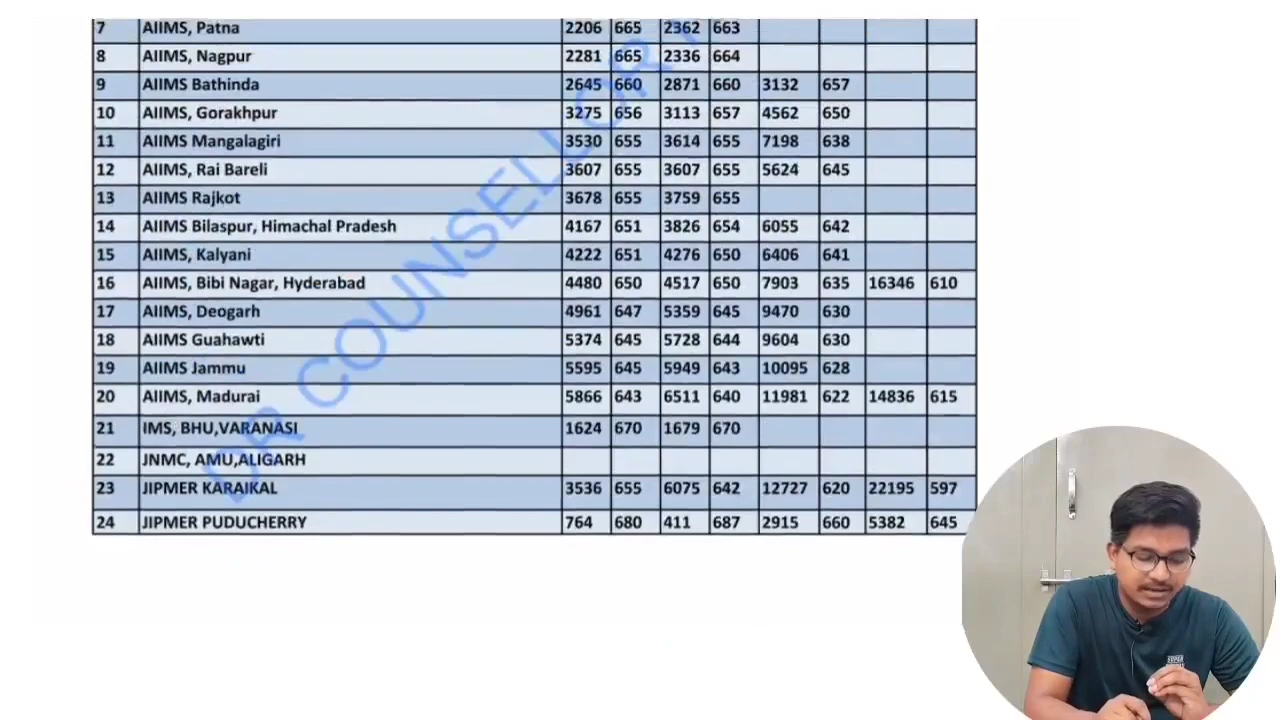 7 AIIMS, Patna 2206 665 2362 663
8 AIIMS, Nagpur 2281 665 2336 664
9 AIIMS Bathinda 2645 660 2871 660 3132 657
10 AIIMS, Gorakhpur 3275 656 3113 657 4562 650
11 AIIMS Mangalagiri 3530 655 3614 655 7198 638
12 AIIMS, Rai Bareli 3607 655 3607 655 5624 645
13 AIIMS Rajkot 3678 655 3759 655
14 AIIMS Bilaspur, Himachal Pradesh 4167 651 3826 654 6055 642
15 AIIMS, Kalyani 4222 651 4276 650 6406 641
16 AIIMS, Bibi Nagar, Hyderabad 4480 650 4517 650 7903 635 16346 610
17 AIIMS, Deogarh 4961 647 5359 645 9470 630
18 AIIMS Guahawti 5374 645 5728 644 9604 630
19 AIIMS Jammu 5595 645 5949 643 10095 628
20 AIIMS, Madurai 5866 643 6511 640 11981 622 14836 615
21 IMS, BHU,VARANASI 1624 670 1679 670
22 JNMC, AMU,ALIGARH
23 JIPMER KARAIKAL 3536 655 6075 642 12727 620 22195 597
24 JIPMER PUDUCHERRY 764 680 411 687 2915 660 5382 645
DR COUNSELLOR